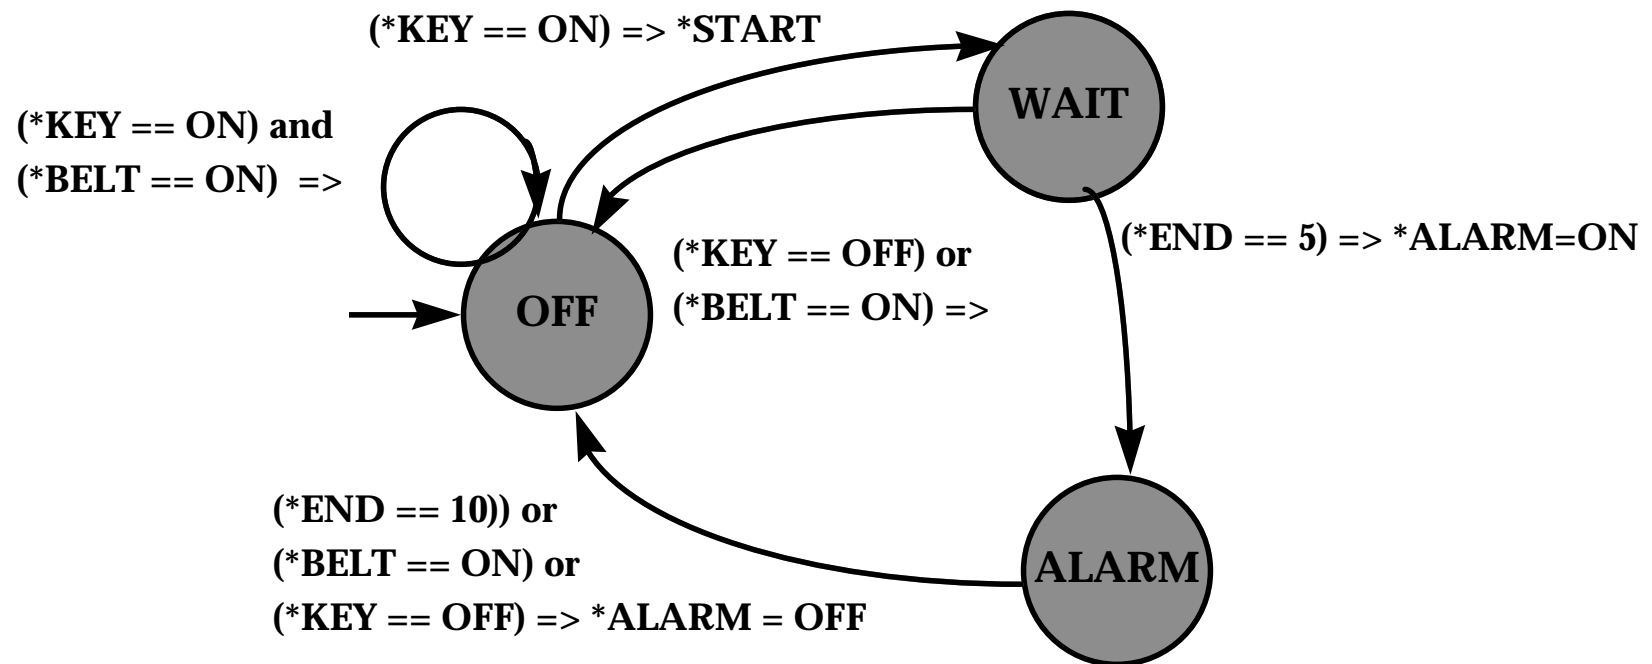 (*KEY == ON) => *START
WAIT
(*KEY == ON) and
(*BELT == ON) =>
(*END == 5) => *ALARM=ON
(*KEY == OFF) or
(*BELT == ON) =>
OFF
(*END == 10)) or
(*BELT == ON) or
(*KEY == OFF) => *ALARM = OFF
ALARM